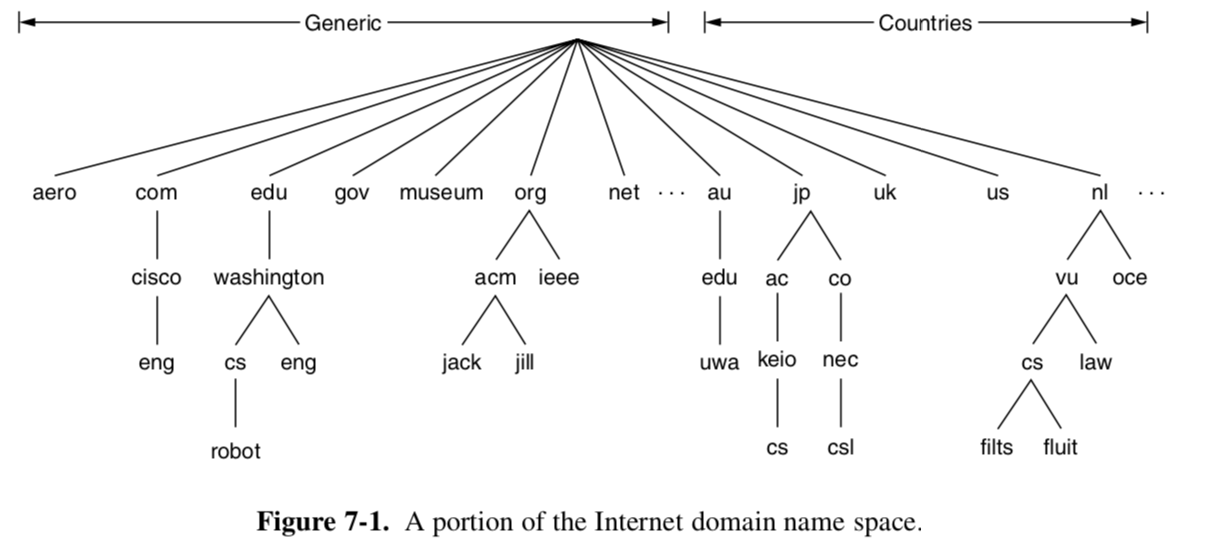 Generic Countries
aero com edu gov museum org net ... au jp uk us nl ...
cisco washington acm ieee edu ac co vu oce
eng cs eng jack jill uwa keio nec cs law
robot cs csl filts fluit
Figure 7-1. A portion of the Internet domain name space.